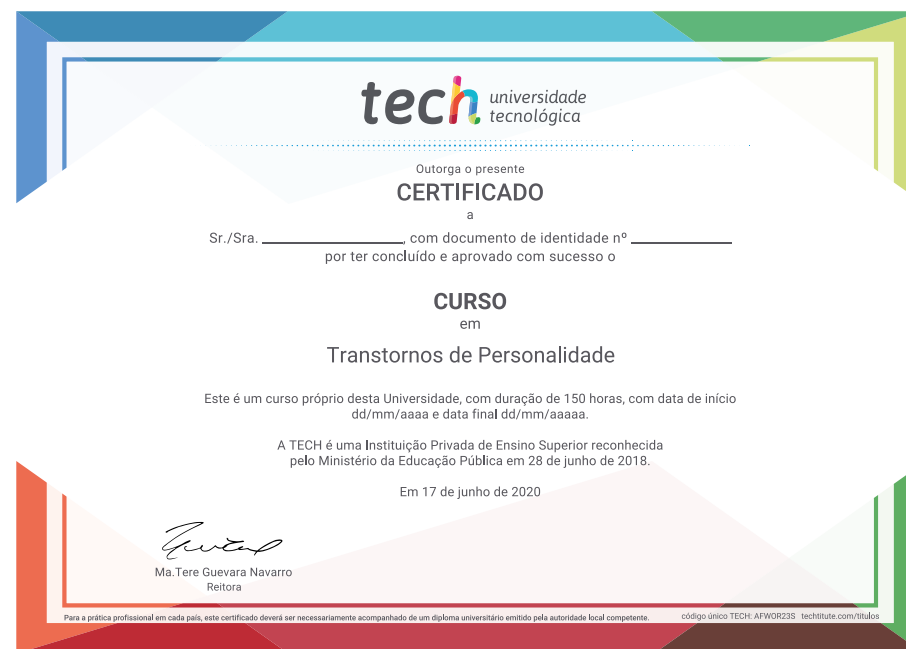 tech universidade
tecnológica
Outorga o presente
CERTIFICADO
a
Sr./Sra. ________________, com documento de identidade nº ____________
por ter concluído e aprovado com sucesso o
CURSO
em
Transtornos de Personalidade
Este é um curso próprio desta Universidade, com duração de 150 horas, com data de início
dd/mm/aaaa e data final dd/mm/aaaaa.
A TECH é uma Instituição Privada de Ensino Superior reconhecida
pelo Ministério da Educação Pública em 28 de junho de 2018.
Em 17 de junho de 2020
Ma.Tere Guevara Navarro
Reitora
Para a prática profissional em cada país, este certificado deverá ser necessariamente acompanhado de um diploma universitário emitido pela autoridade local competente.
código único TECH: AFWOR23S techtitute.com/titulos